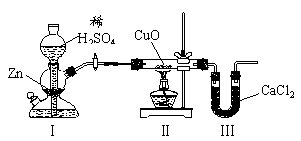 稀
H₂SO₄
CuO
Zn
CaCl₂
I
II
III